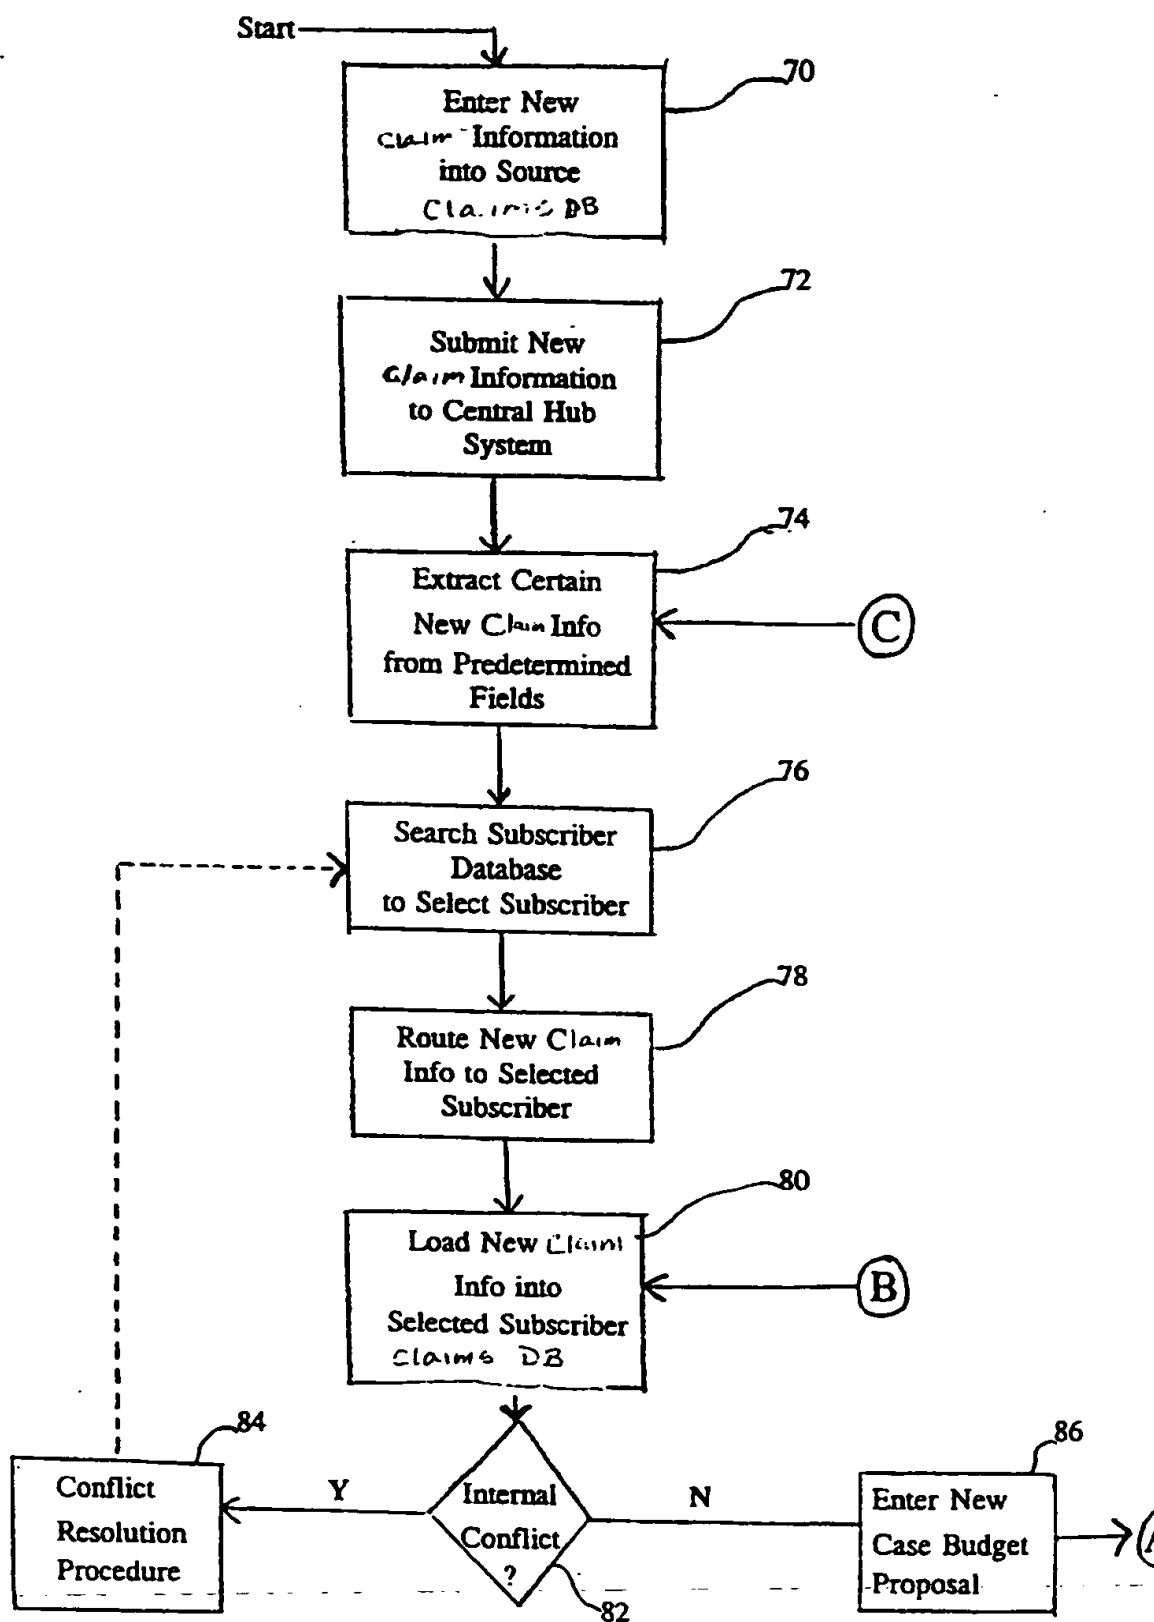 Start
70
Enter New
Claim Information
into Source
Claims DB
72
Submit New
Claim Information
to Central Hub
System
74
Extract Certain
New Claim Info
from Predetermined
Fields
C
76
Search Subscriber
Database
to Select Subscriber
78
Route New Claim
Info to Selected
Subscriber
80
Load New Claim
Info into
Selected Subscriber
Claims DB
B
84
Conflict
Resolution
Procedure
Y
Internal
Conflict
?
82
N
86
Enter New
Case Budget
Proposal
A